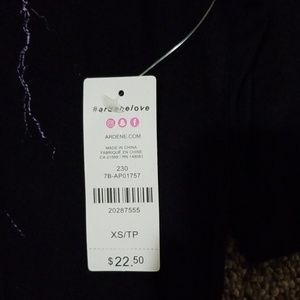 #ardenelove
ARDENE.COM
MADE IN CHINA
FABRIQUÉ EN CHINE
230
7B-AP01757
20287555
XS/TP
$22.50